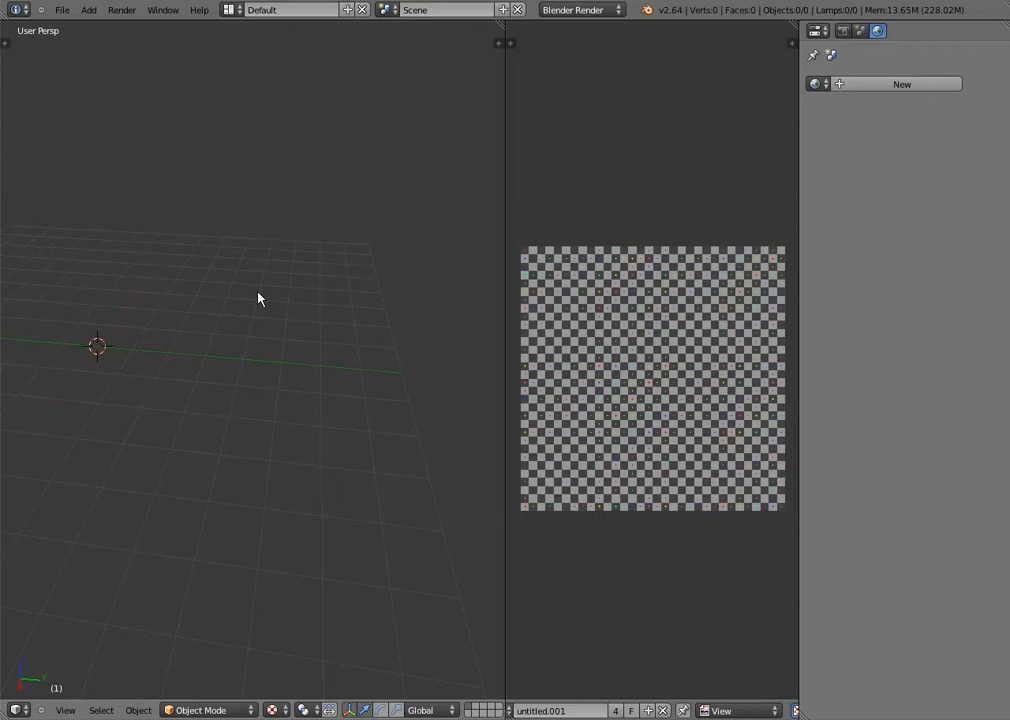 File Add Render Window Help Default Scene Blender Render v2.64 | Verts:0 | Faces:0 | Objects:0/0 | Lamps:0/0 | Mem:13.65M (228.02M)
User Persp
New
(1)
View Select Object Object Mode Global untitled.001 4 F View